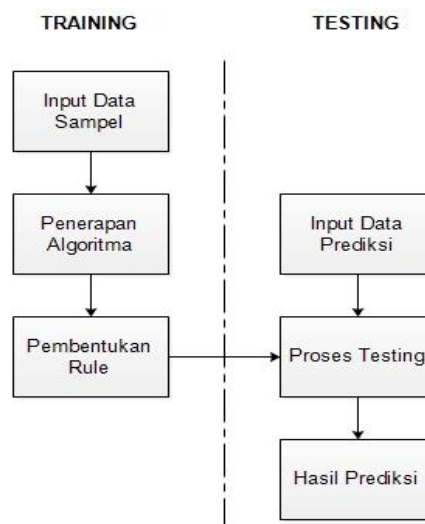 TRAINING
Input Data
Sampel
Penerapan
Algoritma
Pembentukan
Rule
TESTING
Input Data
Prediksi
Proses Testing
Hasil Prediksi